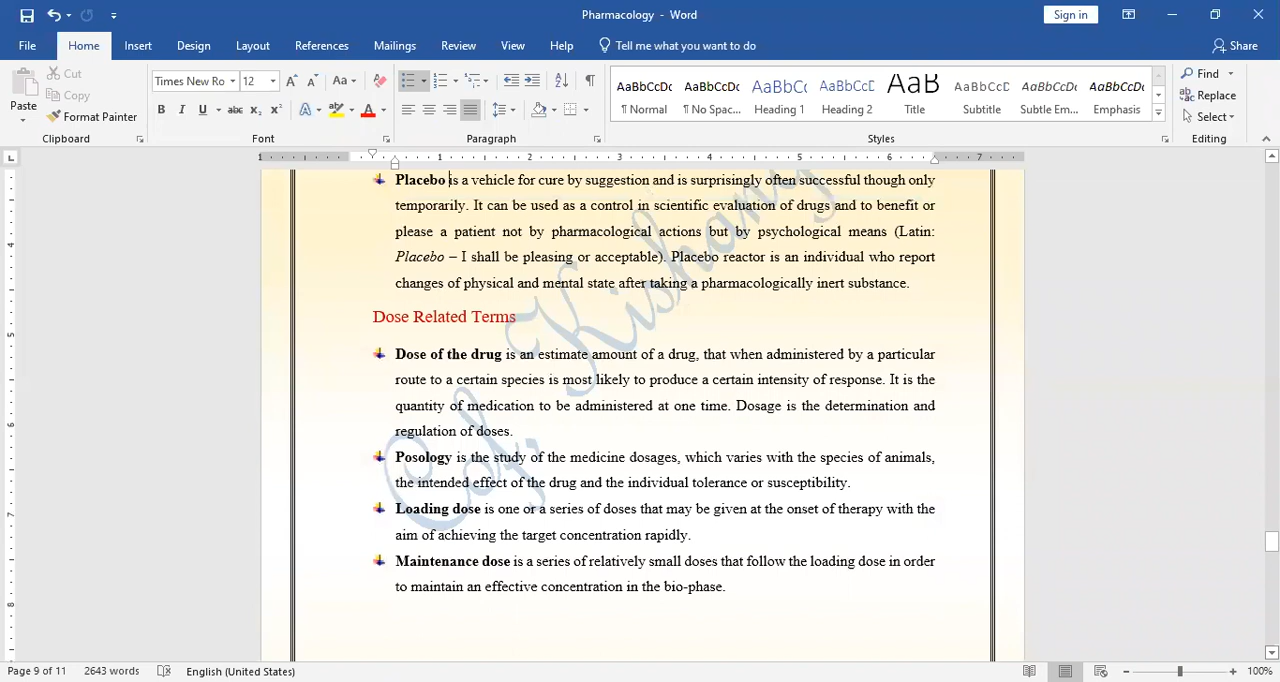 Pharmacology - Word
Sign in
File Home Insert Design Layout References Mailings Review View Help Tell me what you want to do Share
Paste Cut Copy Format Painter
Times New Ro 12
AaBbCcDc AaBbCcDc AaBbCc AaBbCcD AaB AaBbCcD AaBbCcDc AaBbCcDc
¶ Normal ¶ No Spac... Heading 1 Heading 2 Title Subtitle Subtle Em... Emphasis
Find
Replace
Select
Clipboard Font Paragraph Styles Editing
1 1 2 3 4 5 6 7
Placebo is a vehicle for cure by suggestion and is surprisingly often successful though only
temporarily. It can be used as a control in scientific evaluation of drugs and to benefit or
please a patient not by pharmacological actions but by psychological means (Latin:
Placebo – I shall be pleasing or acceptable). Placebo reactor is an individual who report
changes of physical and mental state after taking a pharmacologically inert substance.
Dose Related Terms
Dose of the drug is an estimate amount of a drug, that when administered by a particular
route to a certain species is most likely to produce a certain intensity of response. It is the
quantity of medication to be administered at one time. Dosage is the determination and
regulation of doses.
Posology is the study of the medicine dosages, which varies with the species of animals,
the intended effect of the drug and the individual tolerance or susceptibility.
Loading dose is one or a series of doses that may be given at the onset of therapy with the
aim of achieving the target concentration rapidly.
Maintenance dose is a series of relatively small doses that follow the loading dose in order
to maintain an effective concentration in the bio-phase.
Page 9 of 11 2643 words English (United States) 100%